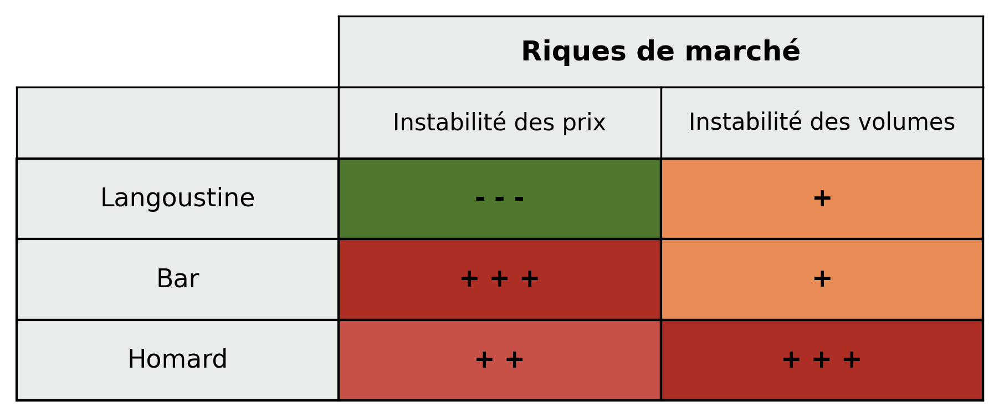 Riques de marché
Instabilité des prix Instabilité des volumes
Langoustine - - - +
Bar + + + +
Homard + + + + +